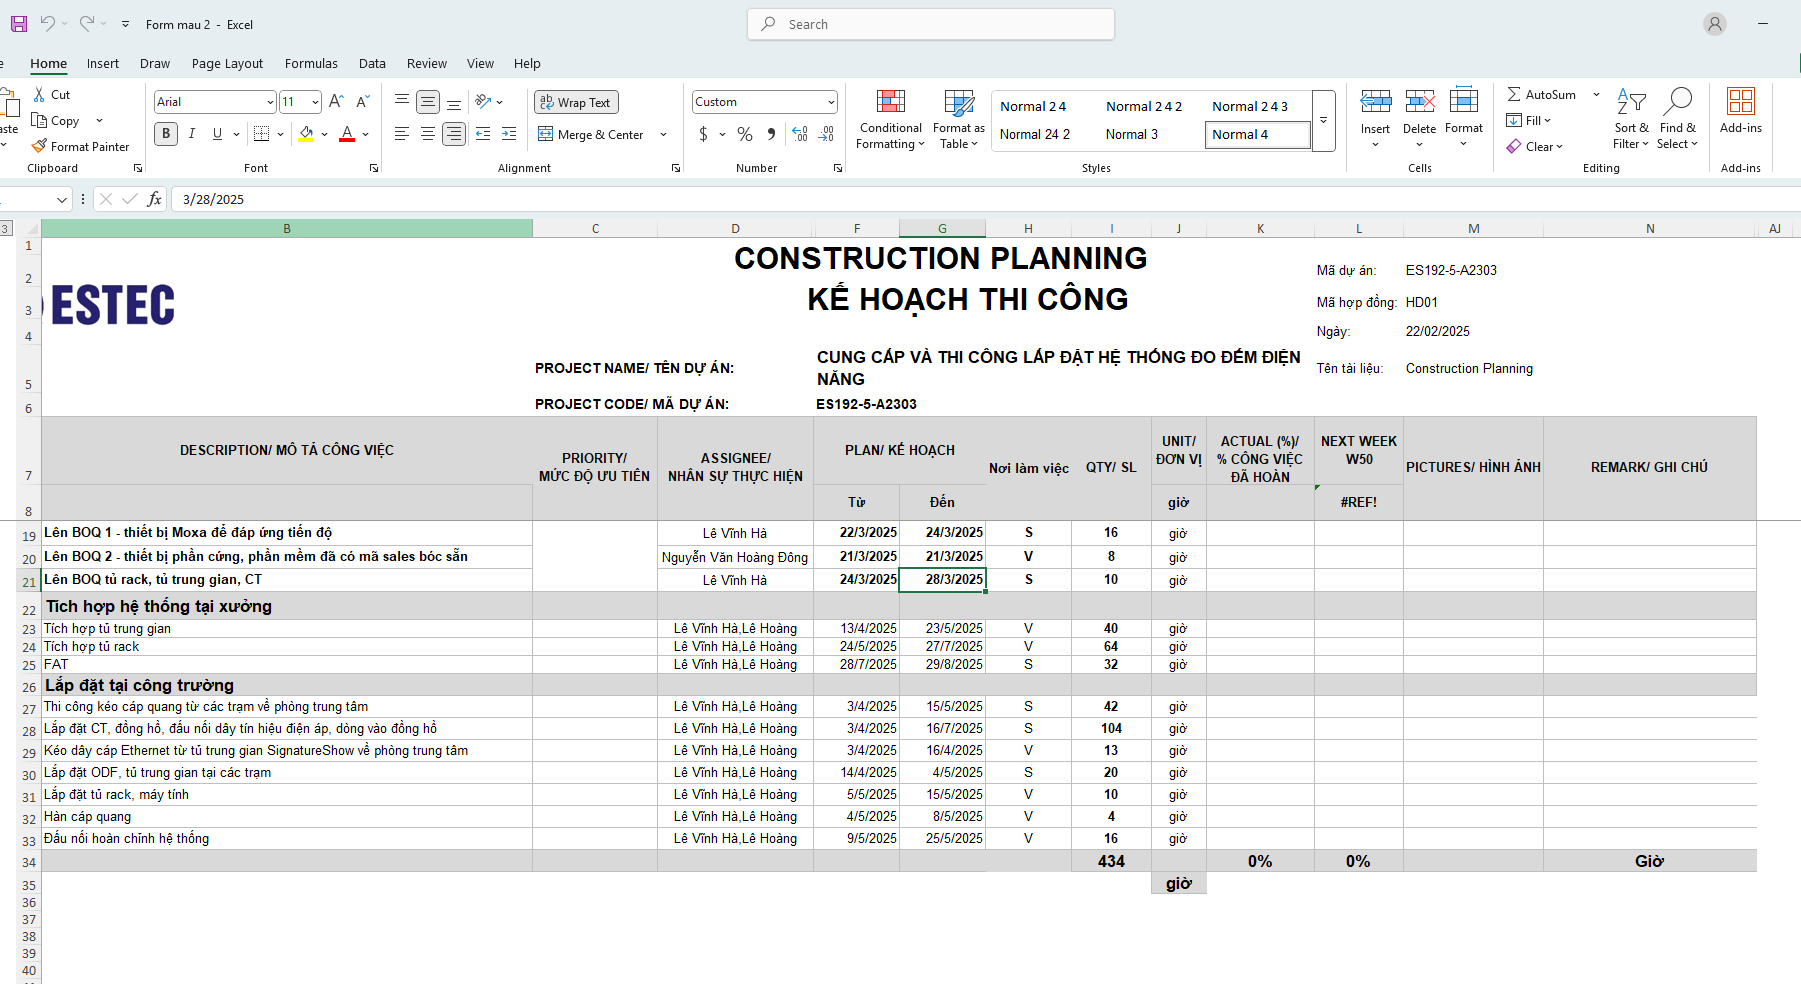 Form mau 2 - Excel
Search
Home Insert Draw Page Layout Formulas Data Review View Help
Cut
Copy
Format Painter
Clipboard
Arial 11
B I U
Font
Wrap Text
Merge & Center
Alignment
Custom
$ %
Number
Conditional Formatting
Format as Table
Normal 2 4 Normal 2 4 2 Normal 2 4 3
Normal 24 2 Normal 3 Normal 4
Styles
Insert Delete Format
Cells
AutoSum
Fill
Clear
Sort & Filter
Find & Select
Editing
Add-ins
Add-ins
fx 3/28/2025
3
B C D F G H I J K L M N AJ
1
2
3
4
5
6
7
8
ESTEC
CONSTRUCTION PLANNING
KẾ HOẠCH THI CÔNG
Mã dự án: ES192-5-A2303
Mã hợp đồng: HD01
Ngày: 22/02/2025
Tên tài liệu: Construction Planning
PROJECT NAME/ TÊN DỰ ÁN: CUNG CẤP VÀ THI CÔNG LẮP ĐẶT HỆ THỐNG ĐO ĐẾM ĐIỆN
NĂNG
PROJECT CODE/ MÃ DỰ ÁN: ES192-5-A2303
DESCRIPTION/ MÔ TẢ CÔNG VIỆC
PRIORITY/
MỨC ĐỘ ƯU TIÊN
ASSIGNEE/
NHÂN SỰ THỰC HIỆN
PLAN/ KẾ HOẠCH
Từ Đến
Nơi làm việc
QTY/ SL
UNIT/
ĐƠN VỊ
giờ
ACTUAL (%)/
% CÔNG VIỆC
ĐÃ HOÀN
NEXT WEEK
W50
#REF!
PICTURES/ HÌNH ẢNH
REMARK/ GHI CHÚ
19 Lên BOQ 1 - thiết bị Moxa để đáp ứng tiến độ Lê Vĩnh Hà 22/3/2025 24/3/2025 S 16 giờ
20 Lên BOQ 2 - thiết bị phần cứng, phần mềm đã có mã sales bóc sẵn Nguyễn Văn Hoàng Đông 21/3/2025 21/3/2025 V 8 giờ
21 Lên BOQ tủ rack, tủ trung gian, CT Lê Vĩnh Hà 24/3/2025 28/3/2025 S 10 giờ
22 Tích hợp hệ thống tại xưởng
23 Tích hợp tủ trung gian Lê Vĩnh Hà,Lê Hoàng 13/4/2025 23/5/2025 V 40 giờ
24 Tích hợp tủ rack Lê Vĩnh Hà,Lê Hoàng 24/5/2025 27/7/2025 V 64 giờ
25 FAT Lê Vĩnh Hà,Lê Hoàng 28/7/2025 29/8/2025 S 32 giờ
26 Lắp đặt tại công trường
27 Thi công kéo cáp quang từ các trạm về phòng trung tâm Lê Vĩnh Hà,Lê Hoàng 3/4/2025 15/5/2025 S 42 giờ
28 Lắp đặt CT, đồng hồ, đấu nối dây tín hiệu điện áp, dòng vào đồng hồ Lê Vĩnh Hà,Lê Hoàng 3/4/2025 16/7/2025 S 104 giờ
29 Kéo dây cáp Ethernet từ tủ trung gian SignatureShow về phòng trung tâm Lê Vĩnh Hà,Lê Hoàng 3/4/2025 16/4/2025 V 13 giờ
30 Lắp đặt ODF, tủ trung gian tại các trạm Lê Vĩnh Hà,Lê Hoàng 14/4/2025 4/5/2025 S 20 giờ
31 Lắp đặt tủ rack, máy tính Lê Vĩnh Hà,Lê Hoàng 5/5/2025 15/5/2025 V 10 giờ
32 Hàn cáp quang Lê Vĩnh Hà,Lê Hoàng 4/5/2025 8/5/2025 V 4 giờ
33 Đấu nối hoàn chỉnh hệ thống Lê Vĩnh Hà,Lê Hoàng 9/5/2025 25/5/2025 V 16 giờ
34 434 0% 0% Giờ
35 giờ
36
37
38
39
40